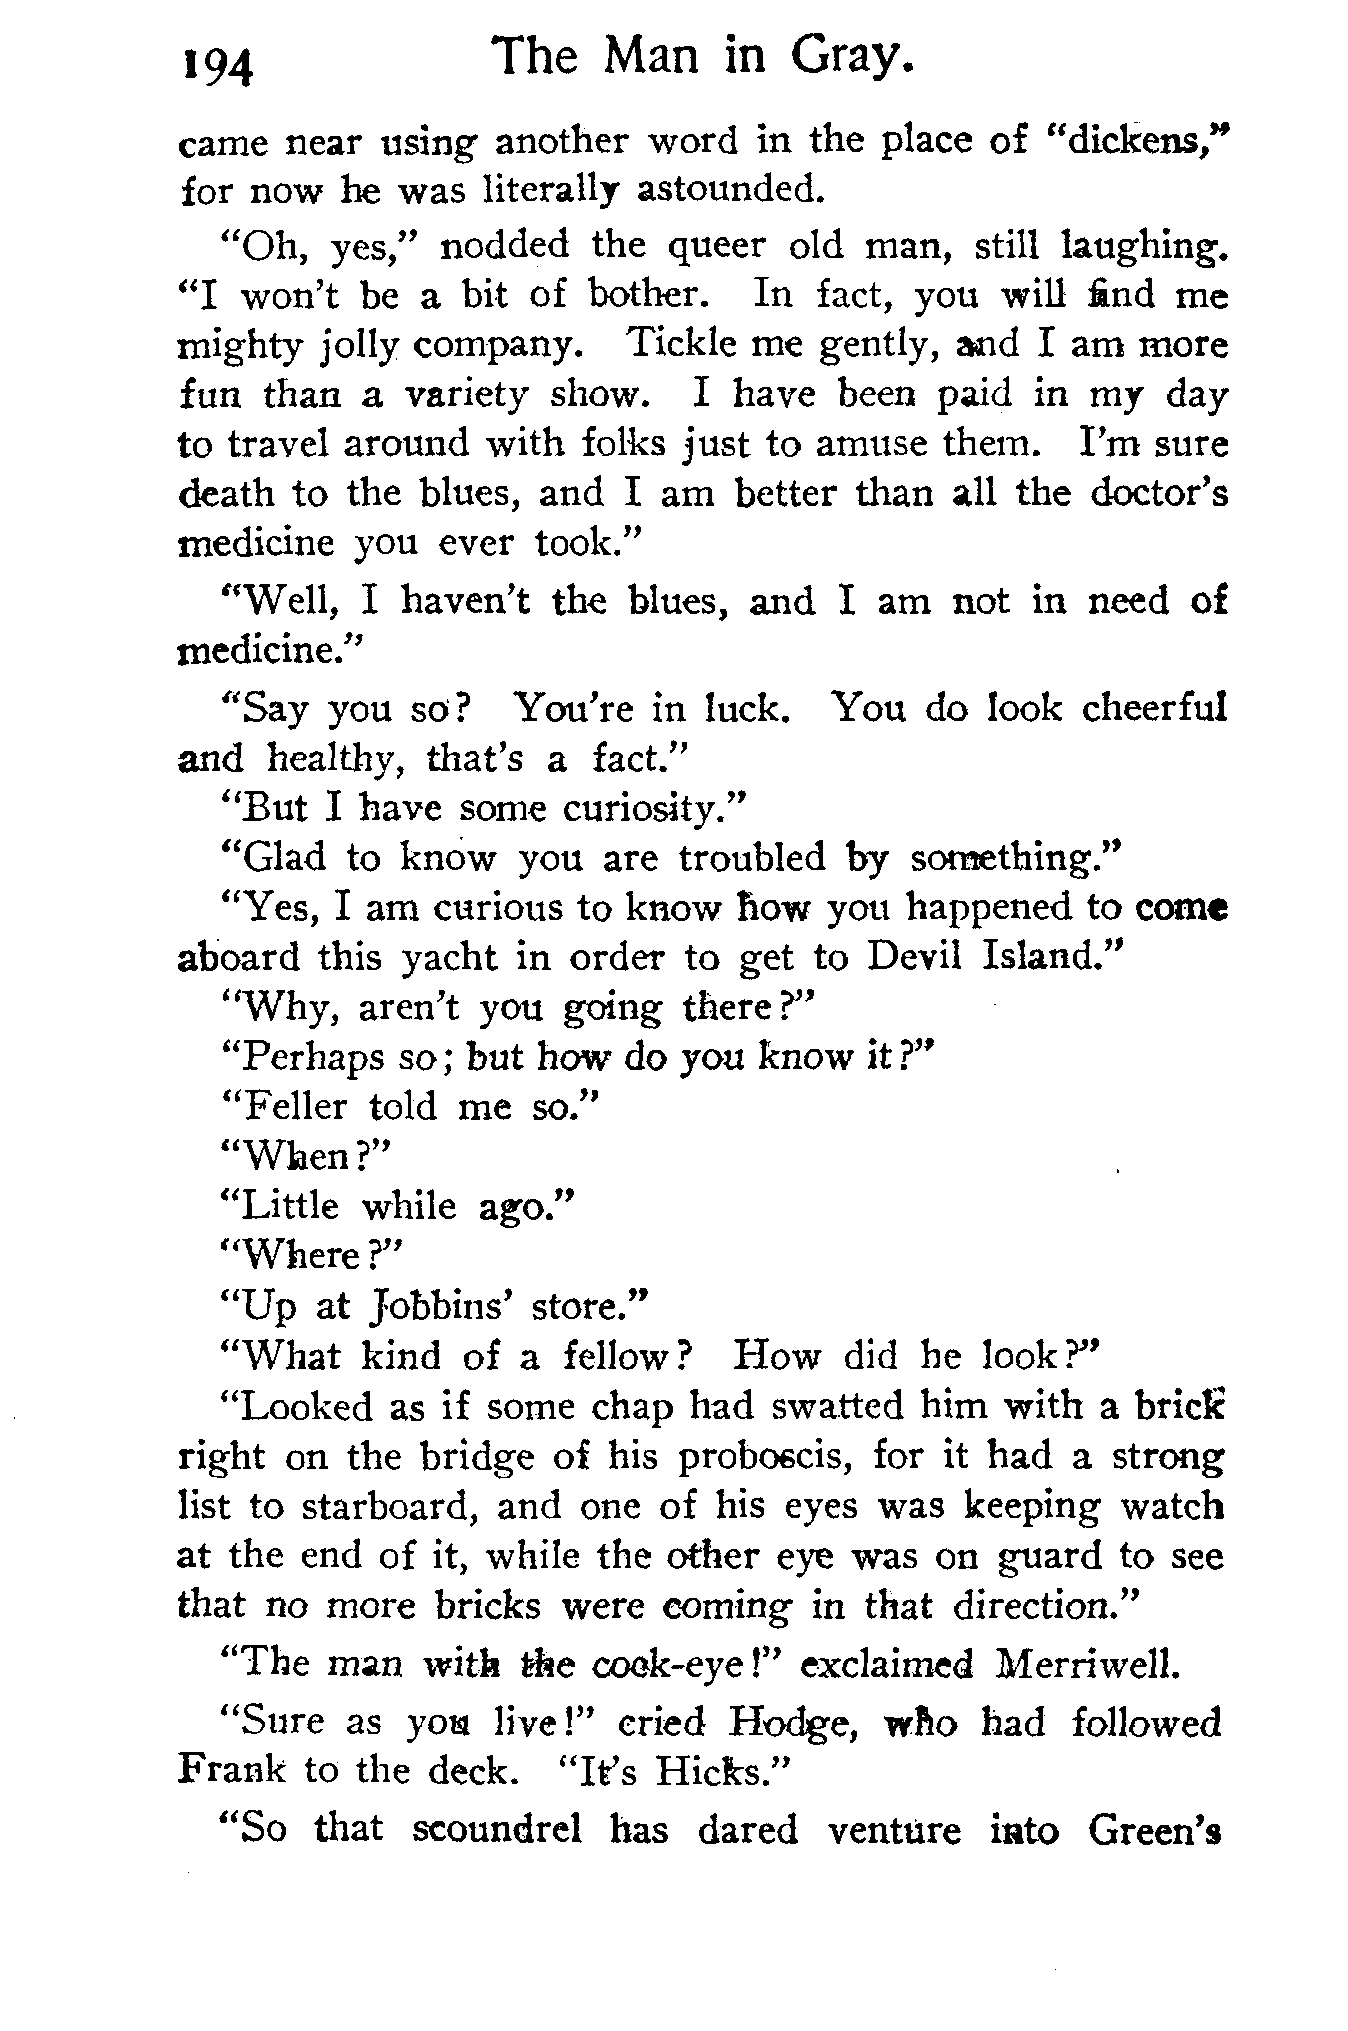 194 The Man in Gray.
came near using another word in the place of "dickens,"
for now he was literally astounded.
"Oh, yes," nodded the queer old man, still laughing.
"I won't be a bit of bother. In fact, you will find me
mighty jolly company. Tickle me gently, and I am more
fun than a variety show. I have been paid in my day
to travel around with folks just to amuse them. I'm sure
death to the blues, and I am better than all the doctor's
medicine you ever took."
"Well, I haven't the blues, and I am not in need of
medicine."
"Say you so? You're in luck. You do look cheerful
and healthy, that's a fact."
"But I have some curiosity."
"Glad to know you are troubled by something."
"Yes, I am curious to know how you happened to come
aboard this yacht in order to get to Devil Island."
"Why, aren't you going there?"
"Perhaps so; but how do you know it?"
"Feller told me so."
"When?"
"Little while ago."
"Where?"
"Up at Jobbins' store."
"What kind of a fellow? How did he look?"
"Looked as if some chap had swatted him with a brick
right on the bridge of his proboscis, for it had a strong
list to starboard, and one of his eyes was keeping watch
at the end of it, while the other eye was on guard to see
that no more bricks were coming in that direction."
"The man with the cock-eye!" exclaimed Merriwell.
"Sure as you live!" cried Hodge, who had followed
Frank to the deck. "It's Hicks."
"So that scoundrel has dared venture into Green's